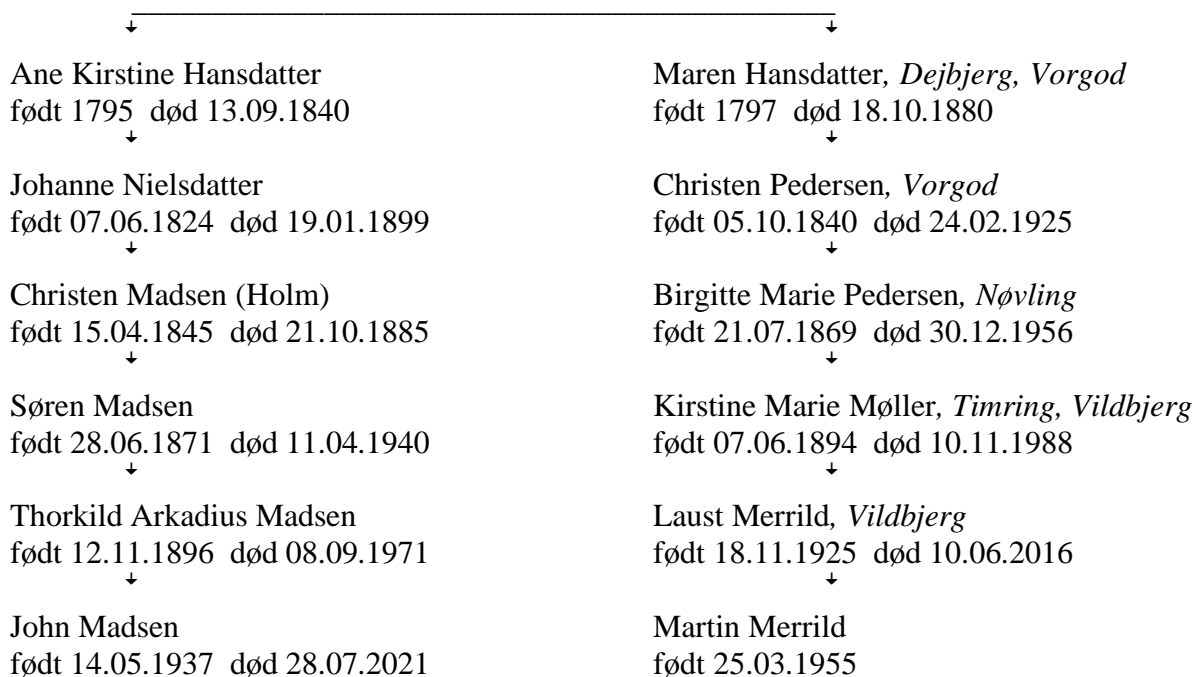 Ane Kirstine Hansdatter
født 1795 død 13.09.1840
Johanne Nielsdatter
født 07.06.1824 død 19.01.1899
Christen Madsen (Holm)
født 15.04.1845 død 21.10.1885
Søren Madsen
født 28.06.1871 død 11.04.1940
Thorkild Arkadius Madsen
født 12.11.1896 død 08.09.1971
John Madsen
født 14.05.1937 død 28.07.2021
Maren Hansdatter, Dejbjerg, Vorgod
født 1797 død 18.10.1880
Christen Pedersen, Vorgod
født 05.10.1840 død 24.02.1925
Birgitte Marie Pedersen, Nøvling
født 21.07.1869 død 30.12.1956
Kirstine Marie Møller, Timring, Vildbjerg
født 07.06.1894 død 10.11.1988
Laust Merrild, Vildbjerg
født 18.11.1925 død 10.06.2016
Martin Merrild
født 25.03.1955